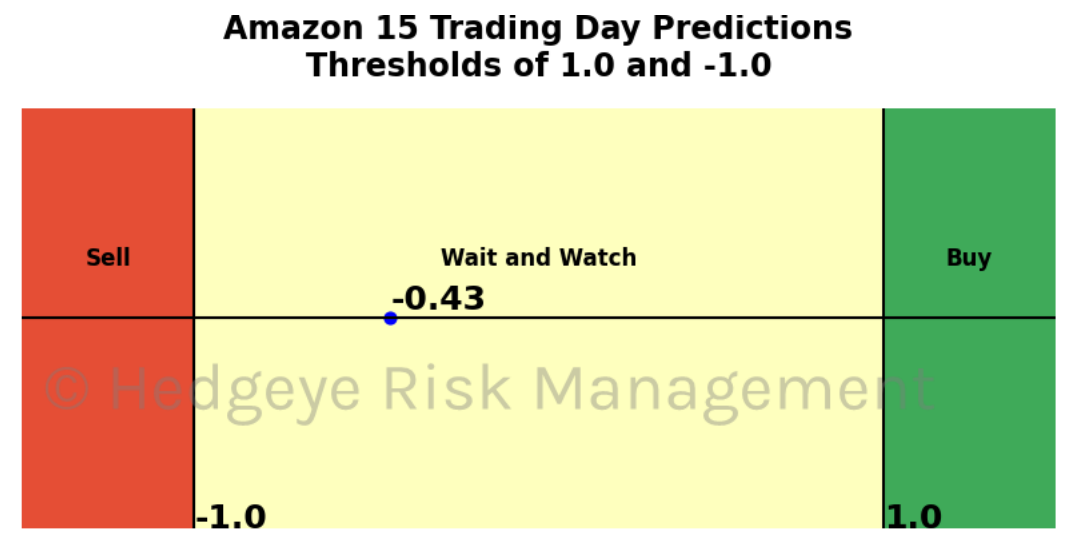 Amazon 15 Trading Day Predictions
Thresholds of 1.0 and -1.0
Sell
Wait and Watch
Buy
-0.43
© Hedgeye Risk Management
-1.0
1.0